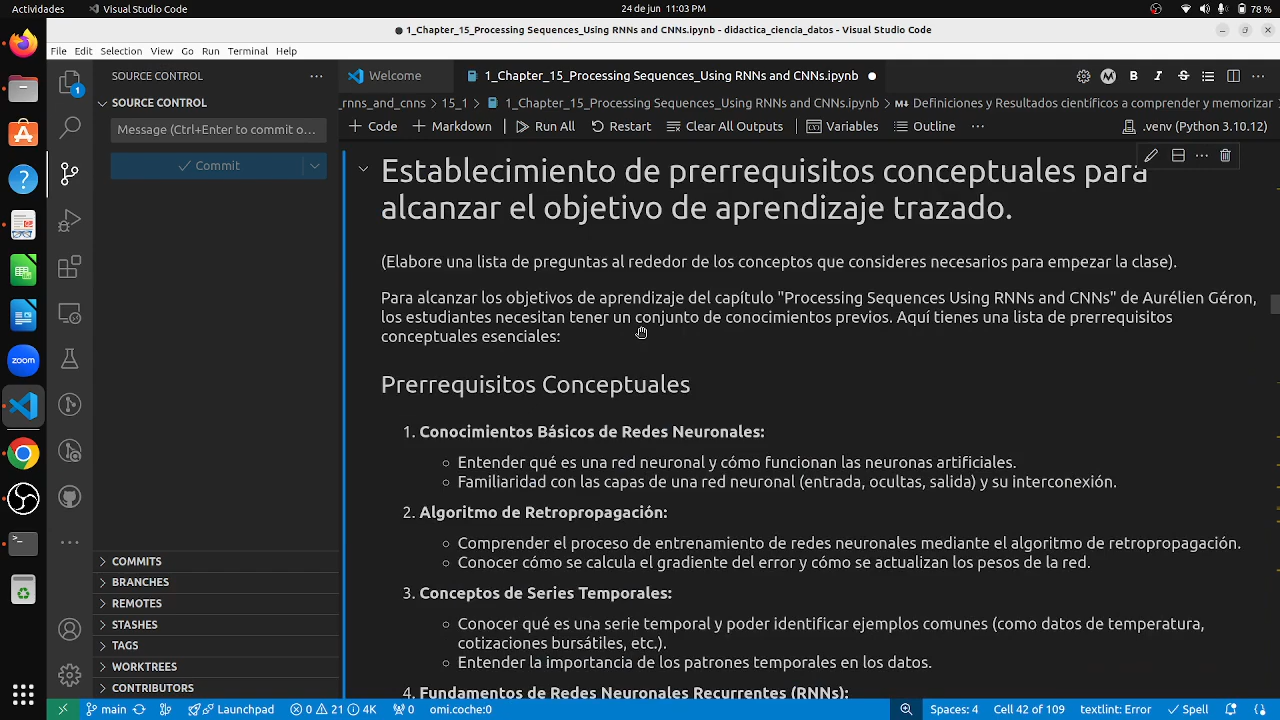 Actividades
Visual Studio Code
24 de jun 11:03 PM
78 %
1_Chapter_15_Processing Sequences_Using RNNs and CNNs.ipynb - didactica_ciencia_datos - Visual Studio Code
File Edit Selection View Go Run Terminal Help
SOURCE CONTROL
Welcome
1_Chapter_15_Processing Sequences_Using RNNs and CNNs.ipynb
SOURCE CONTROL
_rnns_and_cnns > 15_1 > 1_Chapter_15_Processing Sequences_Using RNNs and CNNs.ipynb > Definiciones y Resultados científicos a comprender y memorizar
Message (Ctrl+Enter to commit o...
Code Markdown Run All Restart Clear All Outputs Variables Outline ... .venv (Python 3.10.12)
Commit
Establecimiento de prerrequisitos conceptuales para
alcanzar el objetivo de aprendizaje trazado.
(Elabore una lista de preguntas al rededor de los conceptos que consideres necesarios para empezar la clase).
Para alcanzar los objetivos de aprendizaje del capítulo "Processing Sequences Using RNNs and CNNs" de Aurélien Géron,
los estudiantes necesitan tener un conjunto de conocimientos previos. Aquí tienes una lista de prerrequisitos
conceptuales esenciales:
Prerrequisitos Conceptuales
1. Conocimientos Básicos de Redes Neuronales:
Entender qué es una red neuronal y cómo funcionan las neuronas artificiales.
Familiaridad con las capas de una red neuronal (entrada, ocultas, salida) y su interconexión.
2. Algoritmo de Retropropagación:
Comprender el proceso de entrenamiento de redes neuronales mediante el algoritmo de retropropagación.
Conocer cómo se calcula el gradiente del error y cómo se actualizan los pesos de la red.
3. Conceptos de Series Temporales:
Conocer qué es una serie temporal y poder identificar ejemplos comunes (como datos de temperatura,
cotizaciones bursátiles, etc.).
Entender la importancia de los patrones temporales en los datos.
4. Fundamentos de Redes Neuronales Recurrentes (RNNs):
COMMITS
BRANCHES
REMOTES
STASHES
TAGS
WORKTREES
CONTRIBUTORS
1
zoom
main
Launchpad
0 21 4K
0
omi.coche:0
Spaces: 4
Cell 42 of 109
textlint: Error
Spell